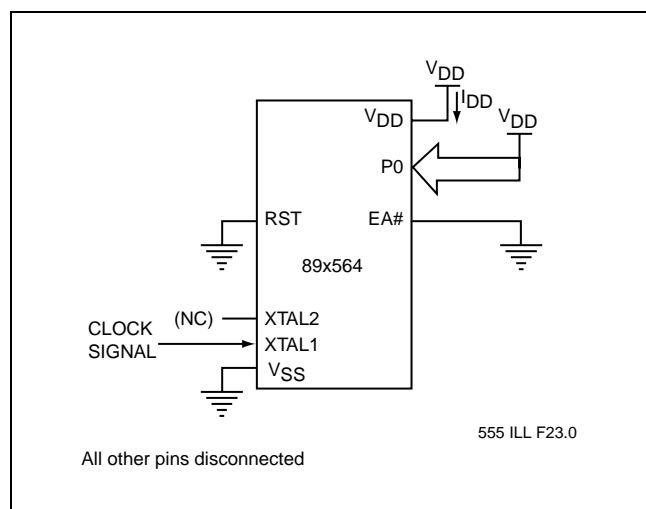 VDD
IDD
VDD
VDD
P0
RST
EA#
89x564
(NC)
XTAL2
CLOCK
SIGNAL
XTAL1
VSS
555 ILL F23.0
All other pins disconnected